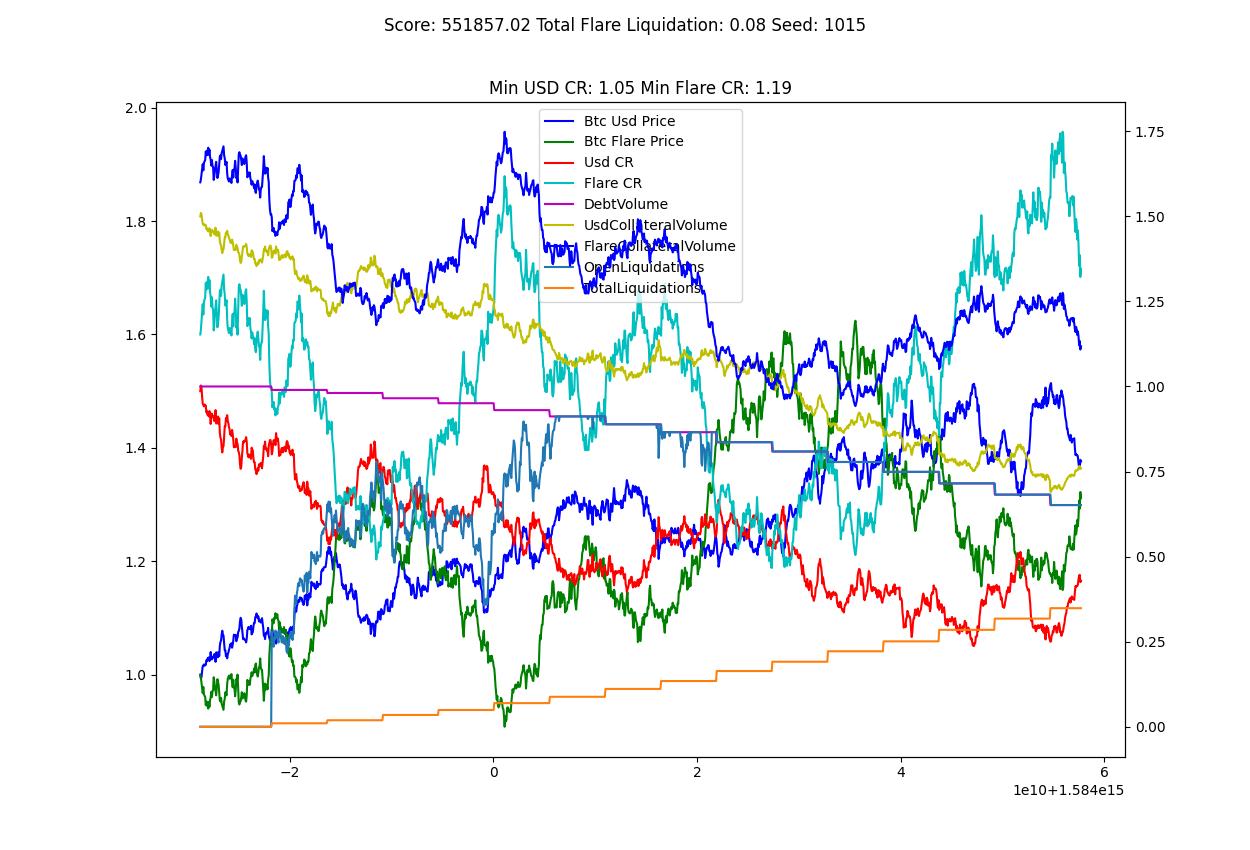 Score: 551857.02 Total Flare Liquidation: 0.08 Seed: 1015
Min USD CR: 1.05 Min Flare CR: 1.19
2.0
1.8
1.6
1.4
1.2
1.0
Btc Usd Price
Btc Flare Price
Usd CR
Flare CR
DebtVolume
UsdCollateralVolume
FlareCollateralVolume
OpenLiquidations
TotalLiquidations
1.75
1.50
1.25
1.00
0.75
0.50
0.25
0.00
−2 0 2 4 6
1e10+1.584e15